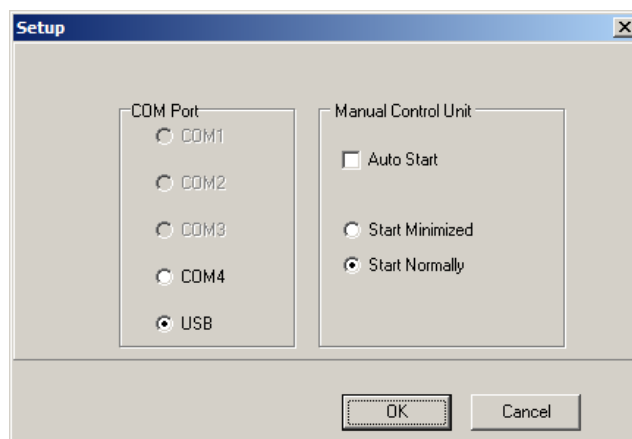 Setup
COM Port
COM1
COM2
COM3
COM4
USB
Manual Control Unit
Auto Start
Start Minimized
Start Normally
OK
Cancel